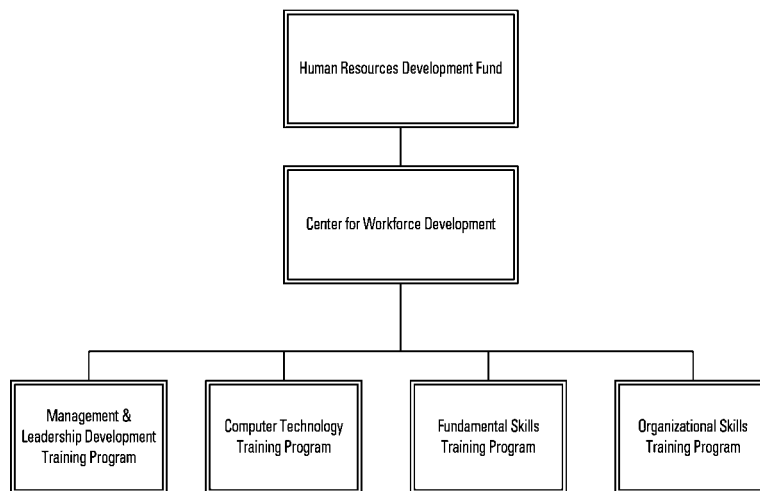 Human Resources Development Fund
Center for Workforce Development
Management &
Leadership Development
Training Program
Computer Technology
Training Program
Fundamental Skills
Training Program
Organizational Skills
Training Program